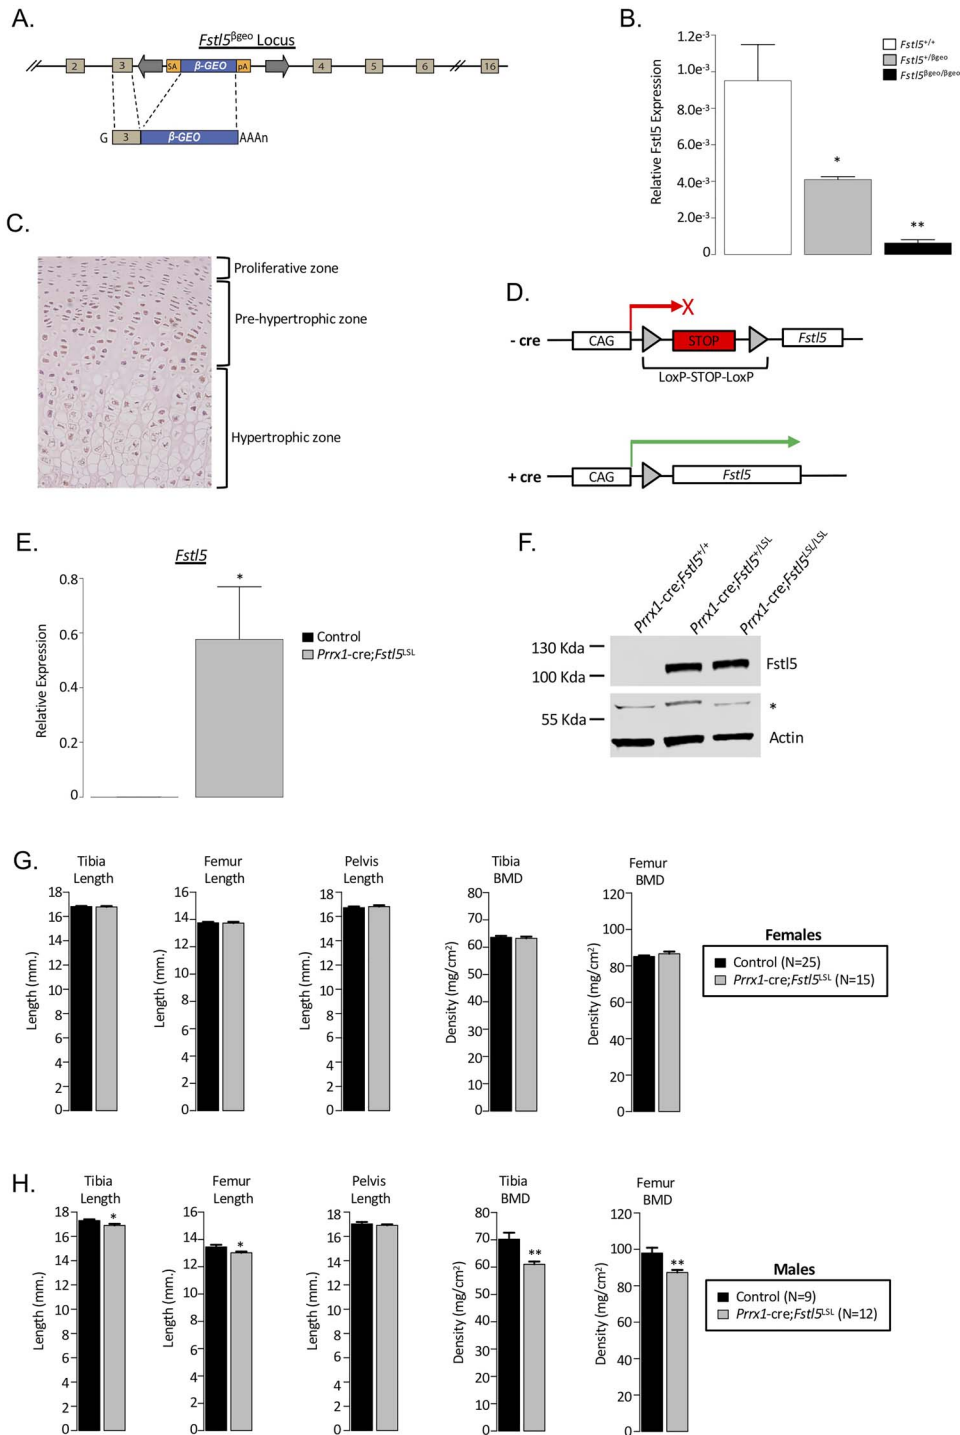 A.
Fstl5^βgeo Locus
2 3 SA β-GEO pA 4 5 6 16
G 3 β-GEO AAAn
B.
Relative Fstl5 Expression
1.2e⁻³
1.0e⁻³
8.0e⁻³
6.0e⁻³
4.0e⁻³
2.0e⁻³
0
*
**
Fstl5^+/+
Fstl5^+/βgeo
Fstl5^βgeo/βgeo
C.
Proliferative zone
Pre-hypertrophic zone
Hypertrophic zone
D.
- cre
X
CAG STOP Fstl5
LoxP-STOP-LoxP
+ cre
CAG Fstl5
E.
Fstl5
Relative Expression
0.8
0.6
0.4
0.2
0
*
Control
Prrx1-cre;Fstl5^LSL
F.
Prrx1-cre;Fstl5^+/+
Prrx1-cre;Fstl5^+/LSL
Prrx1-cre;Fstl5^LSL/LSL
130 Kda
100 Kda
Fstl5
55 Kda
*
Actin
G.
Tibia
Length
Length (mm.)
18
16
14
12
10
8
6
4
2
0
Femur
Length
Length (mm.)
16
14
12
10
8
6
4
2
0
Pelvis
Length
Length (mm.)
18
16
14
12
10
8
6
4
2
0
Tibia
BMD
Density (mg/cm²)
80
70
60
50
40
30
20
10
0
Femur
BMD
Density (mg/cm²)
120
100
80
60
40
20
0
Females
Control (N=25)
Prrx1-cre;Fstl5^LSL (N=15)
H.
Tibia
Length
Length (mm.)
18
16
14
12
10
8
6
4
2
0
*
Femur
Length
Length (mm.)
16
14
12
10
8
6
4
2
0
*
Pelvis
Length
Length (mm.)
18
16
14
12
10
8
6
4
2
0
Tibia
BMD
Density (mg/cm²)
80
70
60
50
40
30
20
10
0
**
Femur
BMD
Density (mg/cm²)
120
100
80
60
40
20
0
**
Males
Control (N=9)
Prrx1-cre;Fstl5^LSL (N=12)